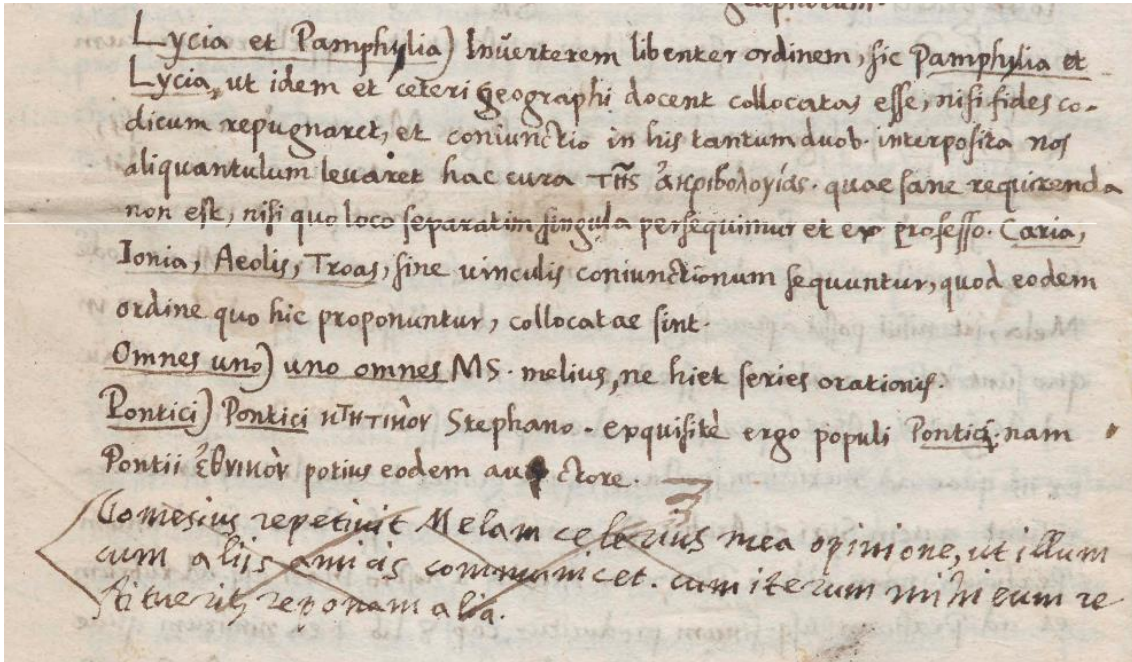 Lycia et Pamphylia) Inverterem libenter ordinem, sic Pamphylia et
Lycia, ut idem et ceteri geographi docent collocatas esse, nisi fides co-
dicum repugnaret, et coniunctio in his tantum duob. interposita nos
aliquantulum levaret hac cura τῆς ἀκριβολογίας. quae sane requirenda
non est, nisi quo loco separatim singula persequimur et ex professo. Caria,
Ionia, Aeolis, Troas, sine vinculis coniunctionum sequuntur, quod eodem
ordine quo hic proponuntur, collocatae sint.
Omnes uno) uno omnes MS. melius, ne hiet series orationis.
Pontici) Pontici κτητικὸν Stephano. exquisitè ergo populi Pontici. nam
Pontii ἐθνικὸν potius eodem auctore.
Gomesius repetivit Melam celerius mea opinione, ut illum
cum aliis amicis communicet. cum iterum mihi eum re
stituerit reponam alia.